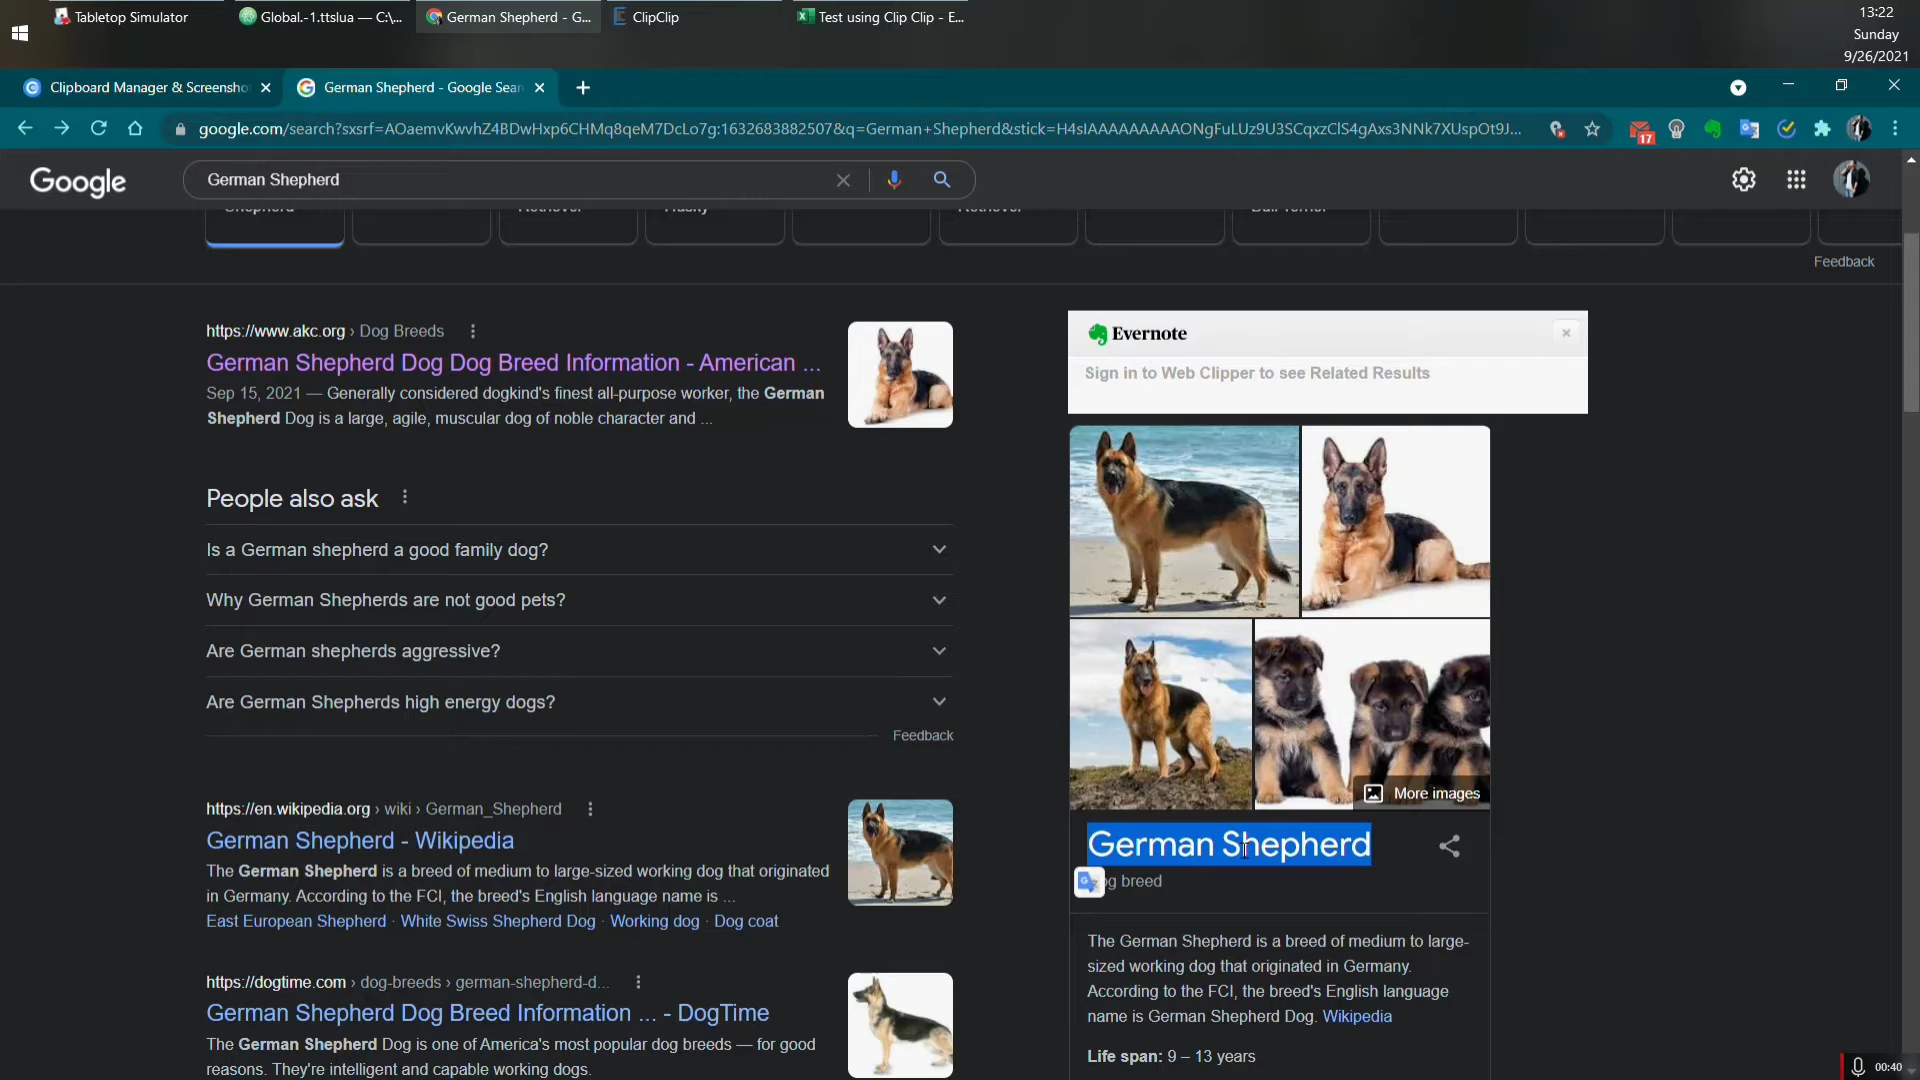 Tabletop Simulator
Global.-1.ttslua — C:\...
German Shepherd - G...
ClipClip
Test using Clip Clip - E...
13:22
Sunday
9/26/2021
Clipboard Manager & Screensho
German Shepherd - Google Sear
google.com/search?sxsrf=AOaemvKwvhZ4BDwHxp6CHMq8qeM7DcLo7g:1632683882507&q=German+Shepherd&stick=H4sIAAAAAAAAAONgFuLUz9U3SCqxzClS4gAxs3NNk7XUspOt9J...
17
Google
German Shepherd
Shepherd
Retriever
Husky
Retriever
Bull Terrier
Feedback
https://www.akc.org › Dog Breeds
German Shepherd Dog Dog Breed Information - American ...
Sep 15, 2021 — Generally considered dogkind's finest all-purpose worker, the German
Shepherd Dog is a large, agile, muscular dog of noble character and ...
People also ask
Is a German shepherd a good family dog?
Why German Shepherds are not good pets?
Are German shepherds aggressive?
Are German Shepherds high energy dogs?
Feedback
https://en.wikipedia.org › wiki › German_Shepherd
German Shepherd - Wikipedia
The German Shepherd is a breed of medium to large-sized working dog that originated
in Germany. According to the FCI, the breed's English language name is ...
East European Shepherd · White Swiss Shepherd Dog · Working dog · Dog coat
https://dogtime.com › dog-breeds › german-shepherd-d...
German Shepherd Dog Breed Information ... - DogTime
The German Shepherd Dog is one of America's most popular dog breeds — for good
reasons. They're intelligent and capable working dogs.
Evernote
Sign in to Web Clipper to see Related Results
More images
German Shepherd
og breed
The German Shepherd is a breed of medium to large-
sized working dog that originated in Germany.
According to the FCI, the breed's English language
name is German Shepherd Dog. Wikipedia
Life span: 9 – 13 years
00:40